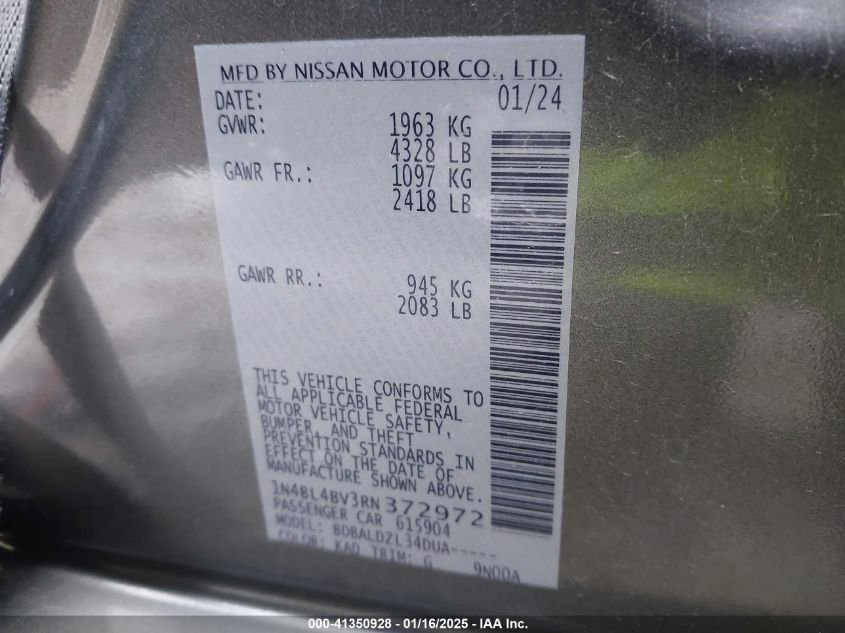 MFD BY NISSAN MOTOR CO., LTD.
DATE: 01/24
GVWR: 1963 KG
4328 LB
GAWR FR.: 1097 KG
2418 LB
GAWR RR.: 945 KG
2083 LB
THIS VEHICLE CONFORMS TO
ALL APPLICABLE FEDERAL
MOTOR VEHICLE SAFETY,
BUMPER, AND THEFT
PREVENTION STANDARDS IN
EFFECT ON THE DATE OF
MANUFACTURE SHOWN ABOVE.
1N4BL4BV3RN372972
PASSENGER CAR 615904
MODEL: BDBALDZL34DUA-----
COLOR: KAD TRIM: G 9N00A
000-41350928 - 01/16/2025 - IAA Inc.